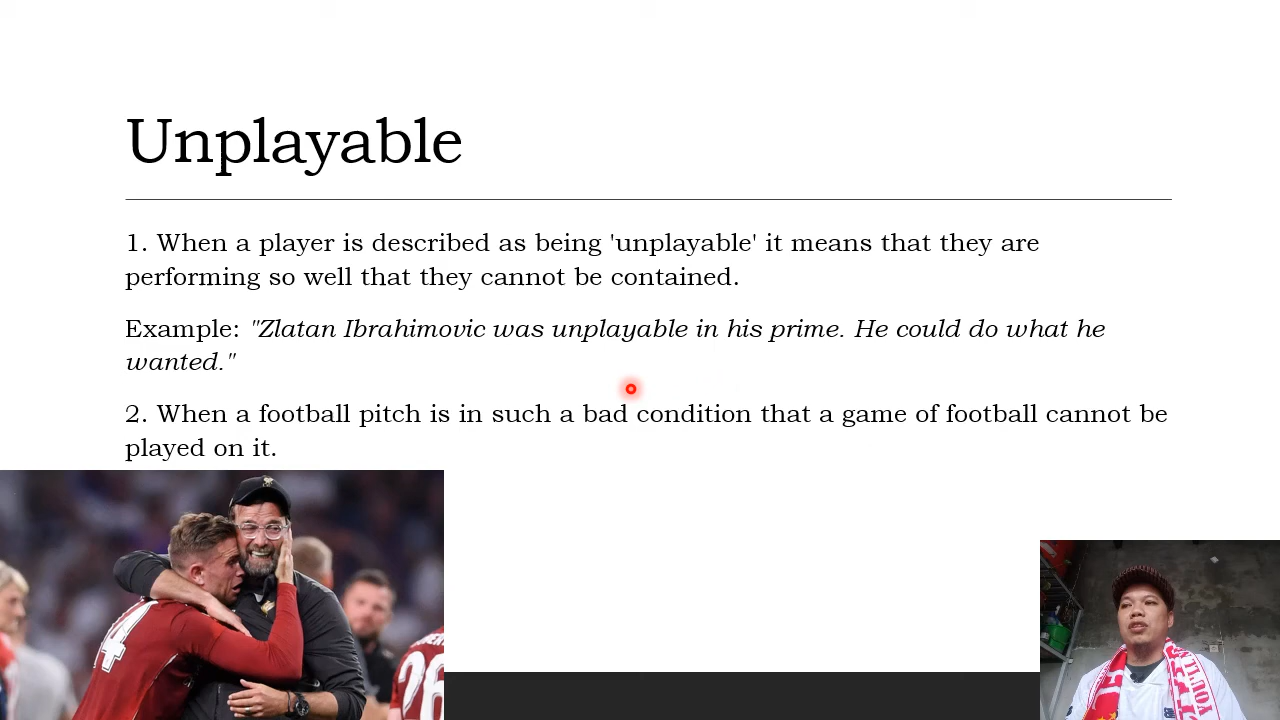 Unplayable
1. When a player is described as being 'unplayable' it means that they are
performing so well that they cannot be contained.
Example: "Zlatan Ibrahimovic was unplayable in his prime. He could do what he
wanted."
2. When a football pitch is in such a bad condition that a game of football cannot be
played on it.
14
26